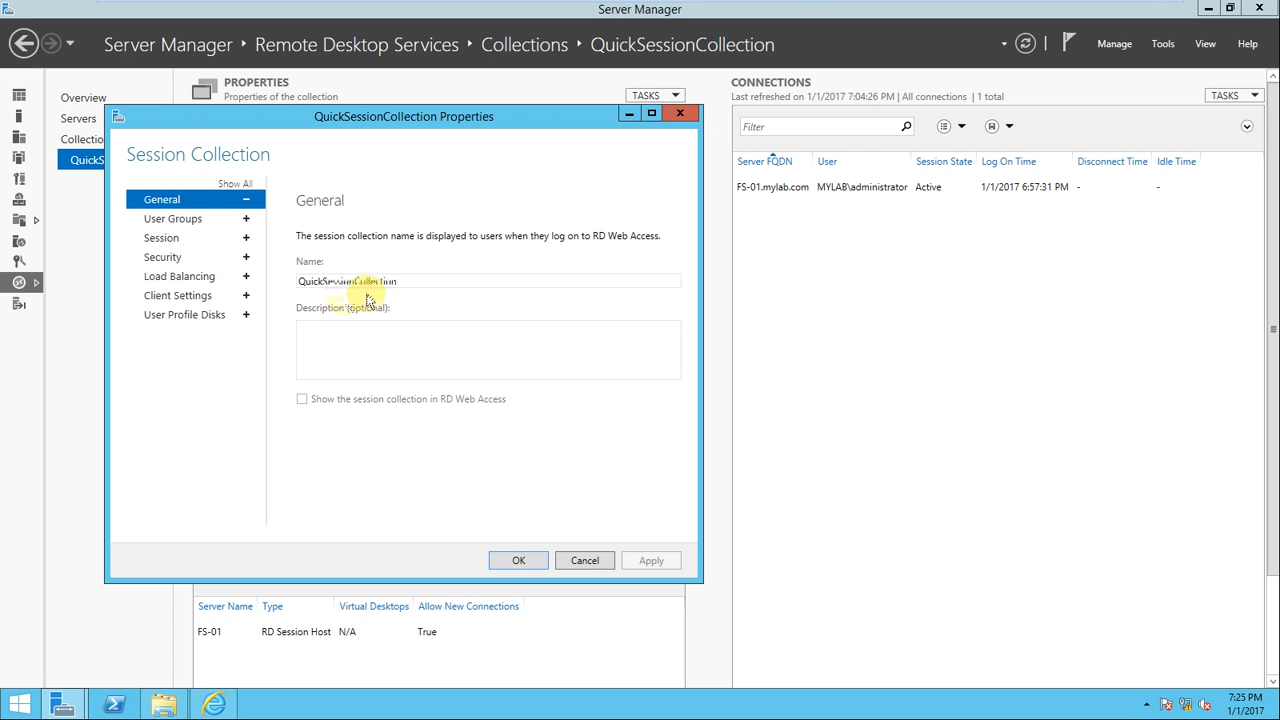 Server Manager
Server Manager • Remote Desktop Services • Collections • QuickSessionCollection
Manage Tools View Help
Overview
Servers
Collectio
QuickS
PROPERTIES
Properties of the collection
TASKS
CONNECTIONS
Last refreshed on 1/1/2017 7:04:26 PM | All connections | 1 total
TASKS
Filter
Server FQDN User Session State Log On Time Disconnect Time Idle Time
FS-01.mylab.com MYLAB\administrator Active 1/1/2017 6:57:31 PM - -
QuickSessionCollection Properties
Session Collection
Show All
General −
User Groups +
Session +
Security +
Load Balancing +
Client Settings +
User Profile Disks +
General
The session collection name is displayed to users when they log on to RD Web Access.
Name:
QuickSessionCollection
Description (optional):
Show the session collection in RD Web Access
OK Cancel Apply
Server Name Type Virtual Desktops Allow New Connections
FS-01 RD Session Host N/A True
7:25 PM
1/1/2017